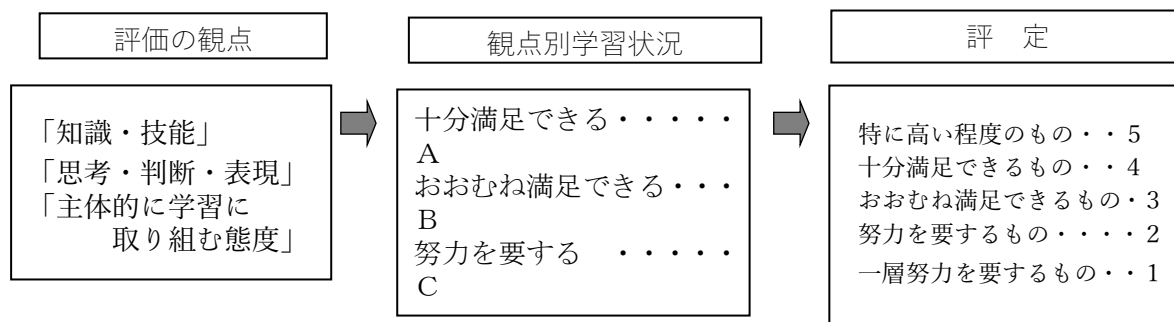 評価の観点
「知識・技能」
「思考・判断・表現」
「主体的に学習に
取り組む態度」
観点別学習状況
十分満足できる・・・・・
A
おおむね満足できる・・・
B
努力を要する　・・・・・
C
評　定
特に高い程度のもの・・５
十分満足できるもの・・４
おおむね満足できるもの・３
努力を要するもの・・・・２
一層努力を要するもの・・１